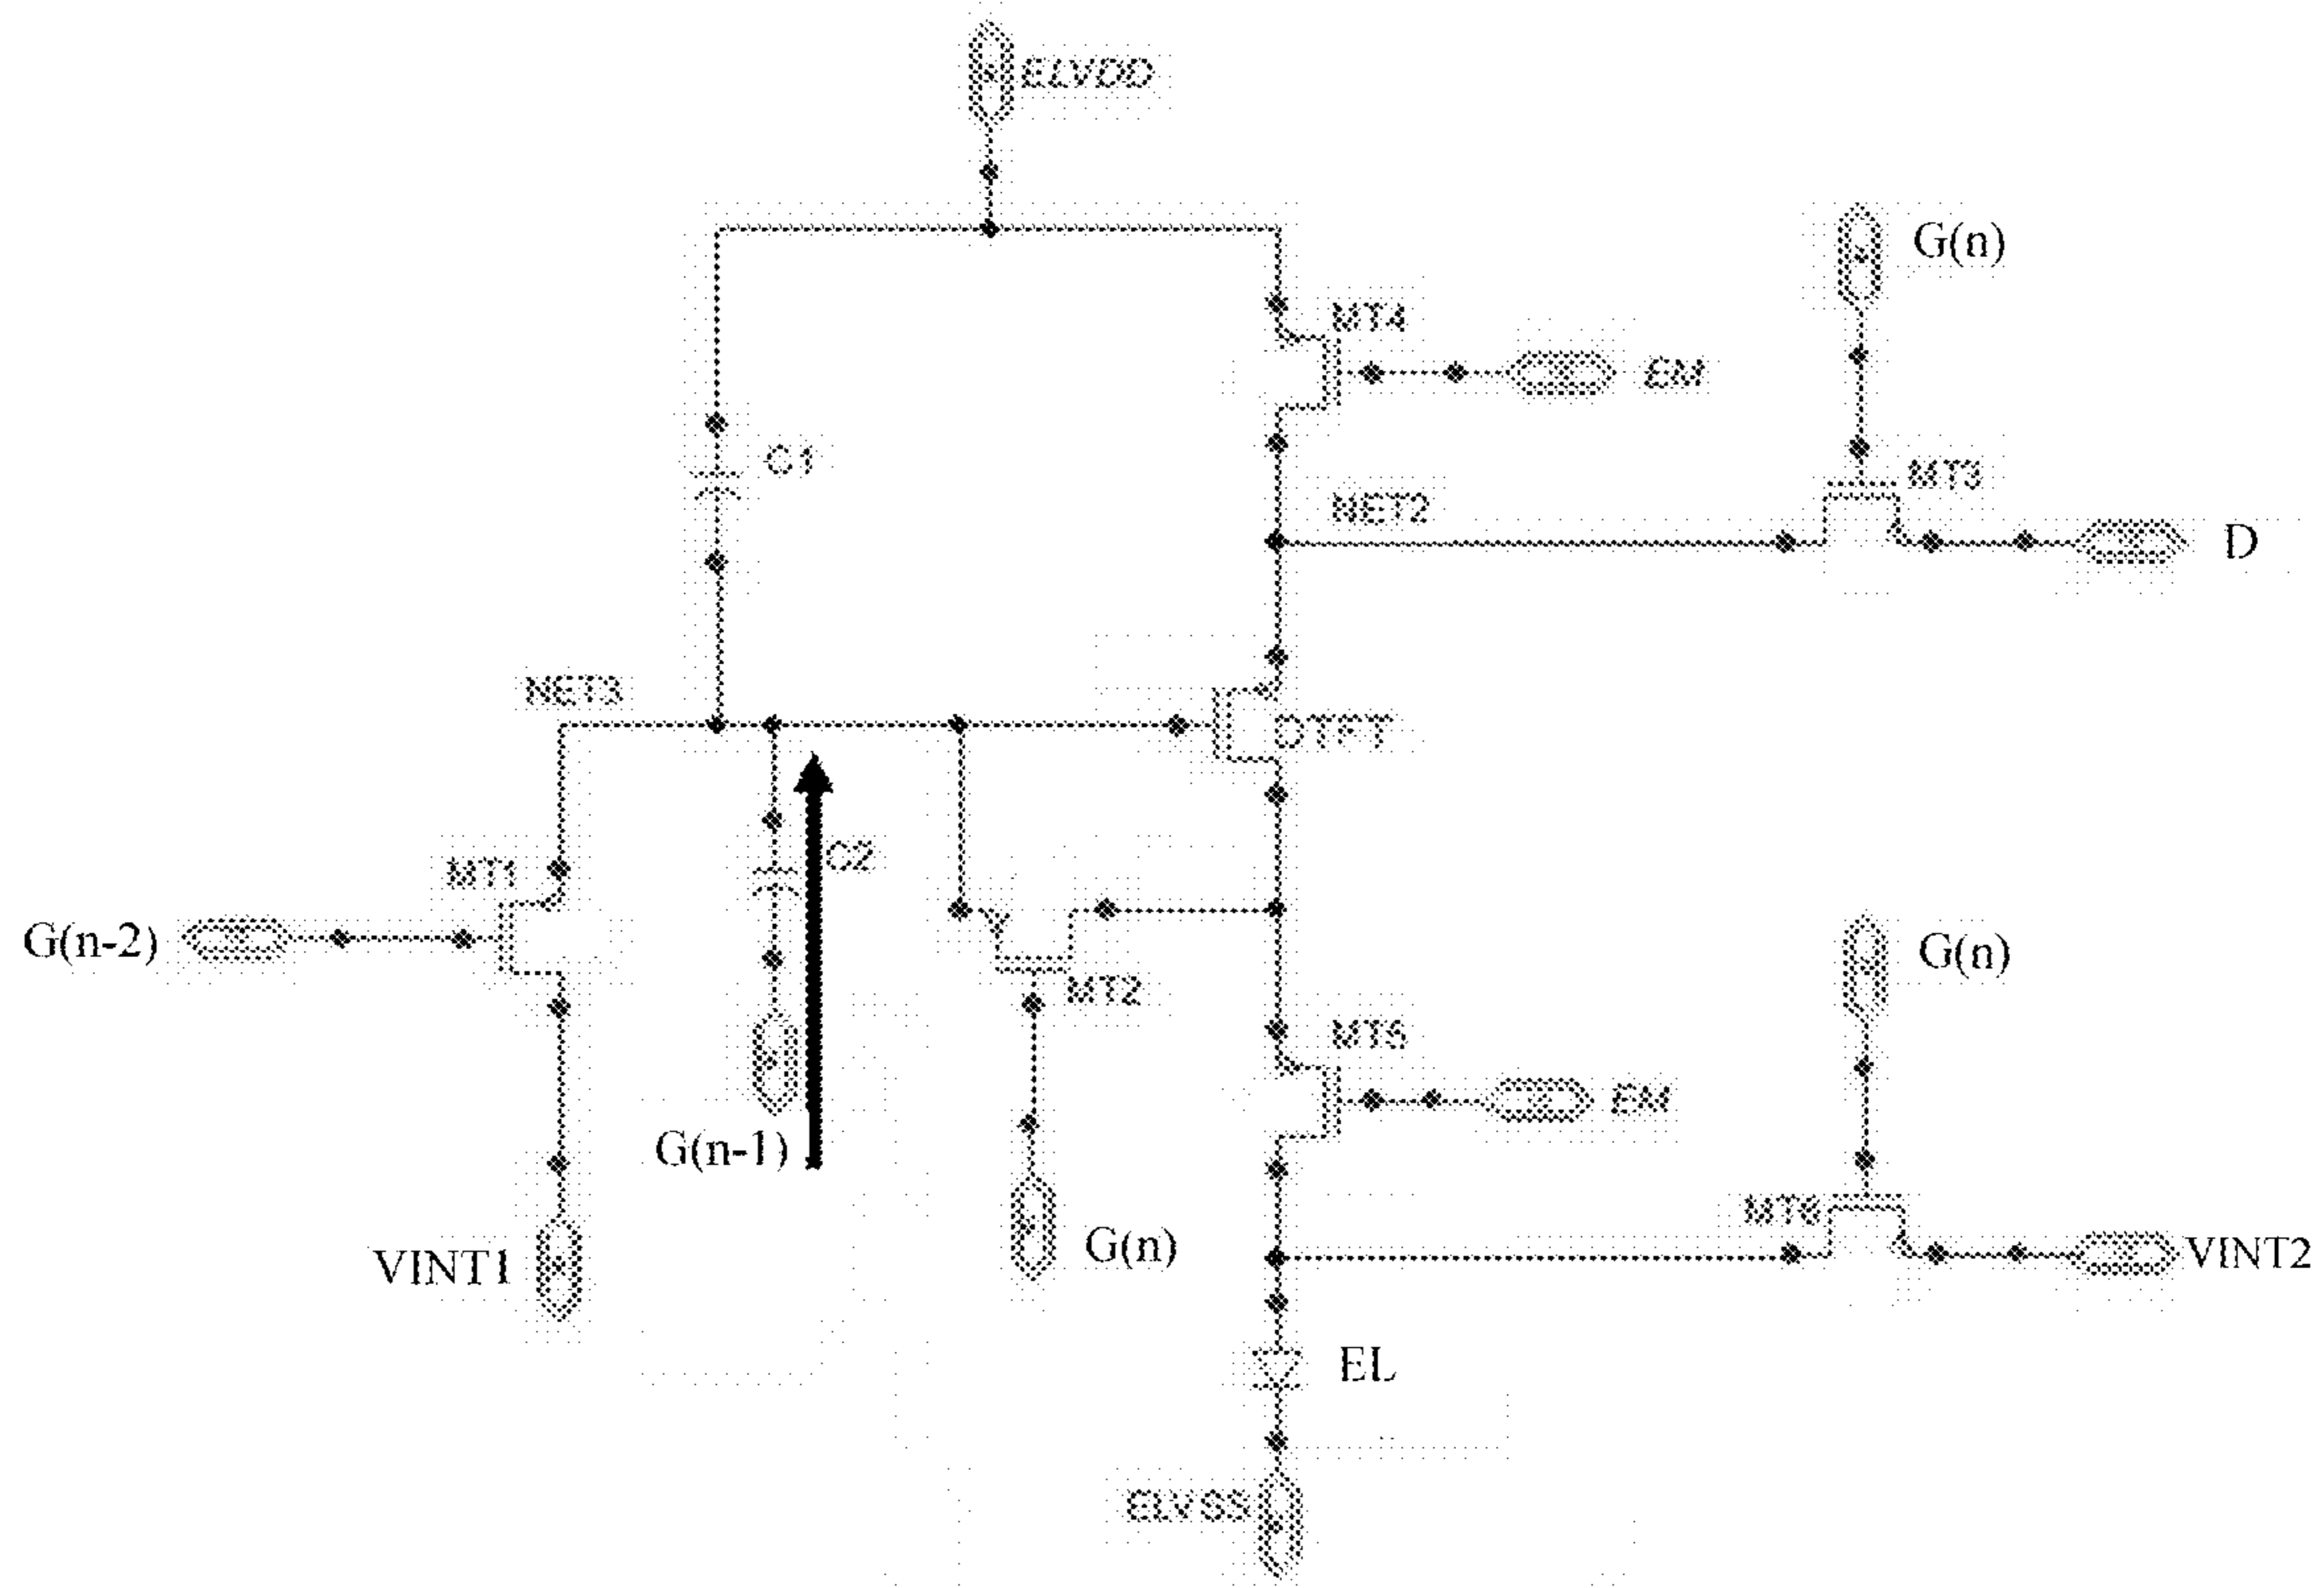 ELVDD
G(n)
MT4
EM
C1
MT3
NET2
D
NET3
DTFT
C2
MT1
G(n-2)
G(n)
MT2
MT5
EM
G(n-1)
MT6
G(n)
VINT2
VINT1
EL
ELVSS